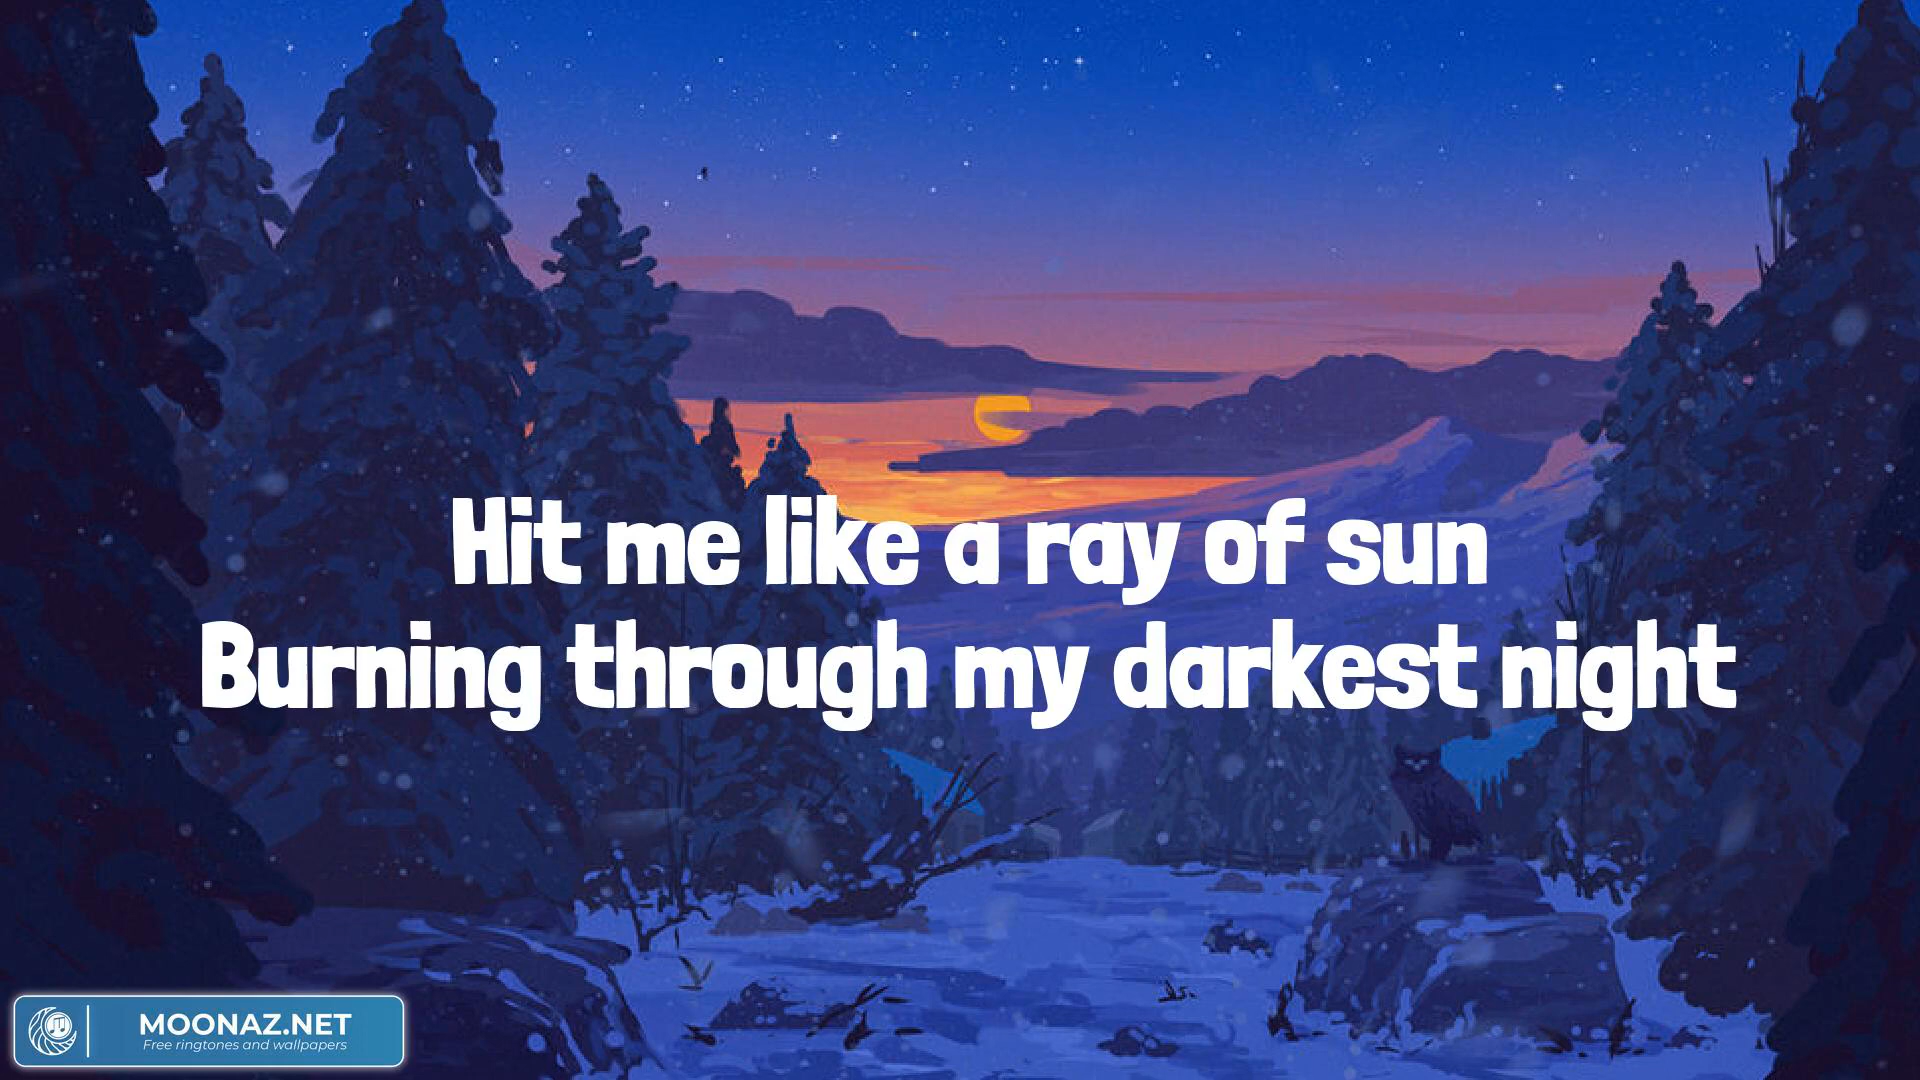 Hit me like a ray of sun
Burning through my darkest night
MOONAZ.NET
Free ringtones and wallpapers